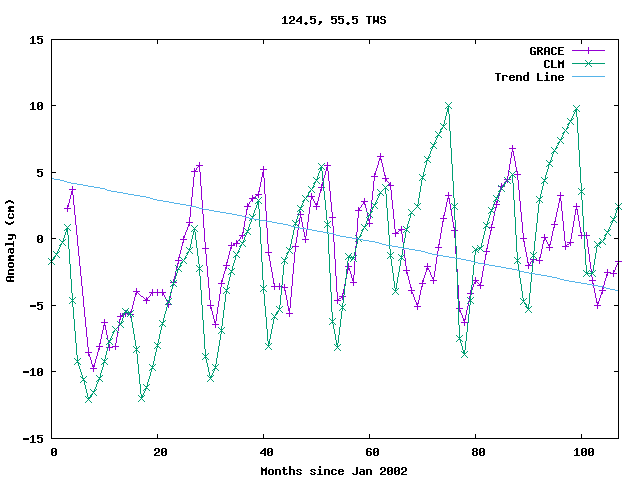 124.5, 55.5 TWS
GRACE
CLM
Trend Line
15
10
5
0
-5
-10
-15
Anomaly (cm)
0 20 40 60 80 100
Months since Jan 2002